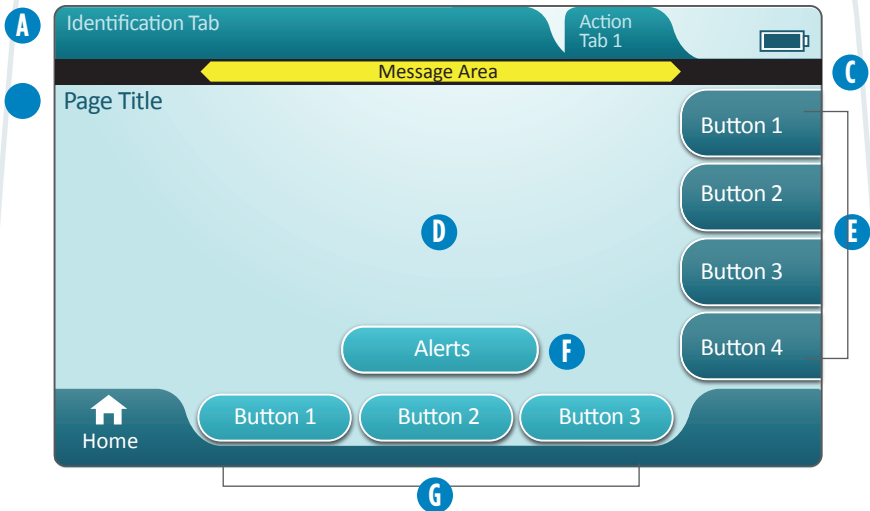 A
Identification Tab
Action
Tab 1
Message Area
C
Page Title
Button 1
Button 2
D
E
Button 3
Alerts
F
Button 4
Home
Button 1
Button 2
Button 3
G